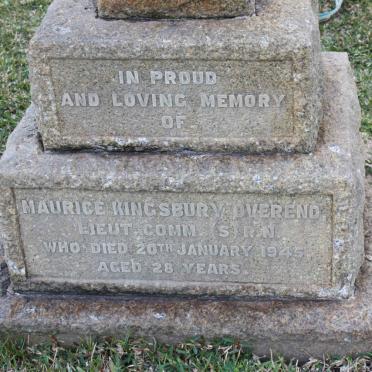 IN PROUD
AND LOVING MEMORY
OF
MAURICE KINGSBURY OVEREND
LIEUT. COMM. (S) R.N.
WHO DIED 20TH JANUARY 1945
AGED 28 YEARS.